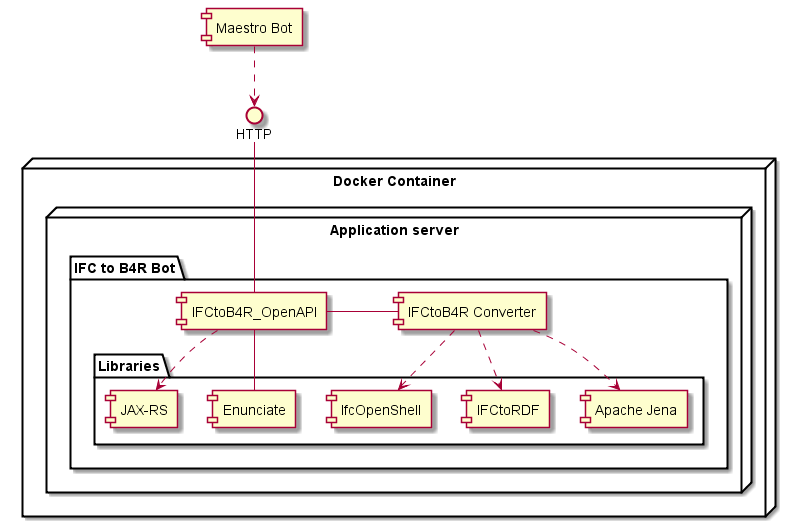 Maestro Bot
HTTP
Docker Container
Application server
IFC to B4R Bot
IFCtoB4R_OpenAPI
IFCtoB4R Converter
Libraries
JAX-RS
Enunciate
IfcOpenShell
IFCtoRDF
Apache Jena